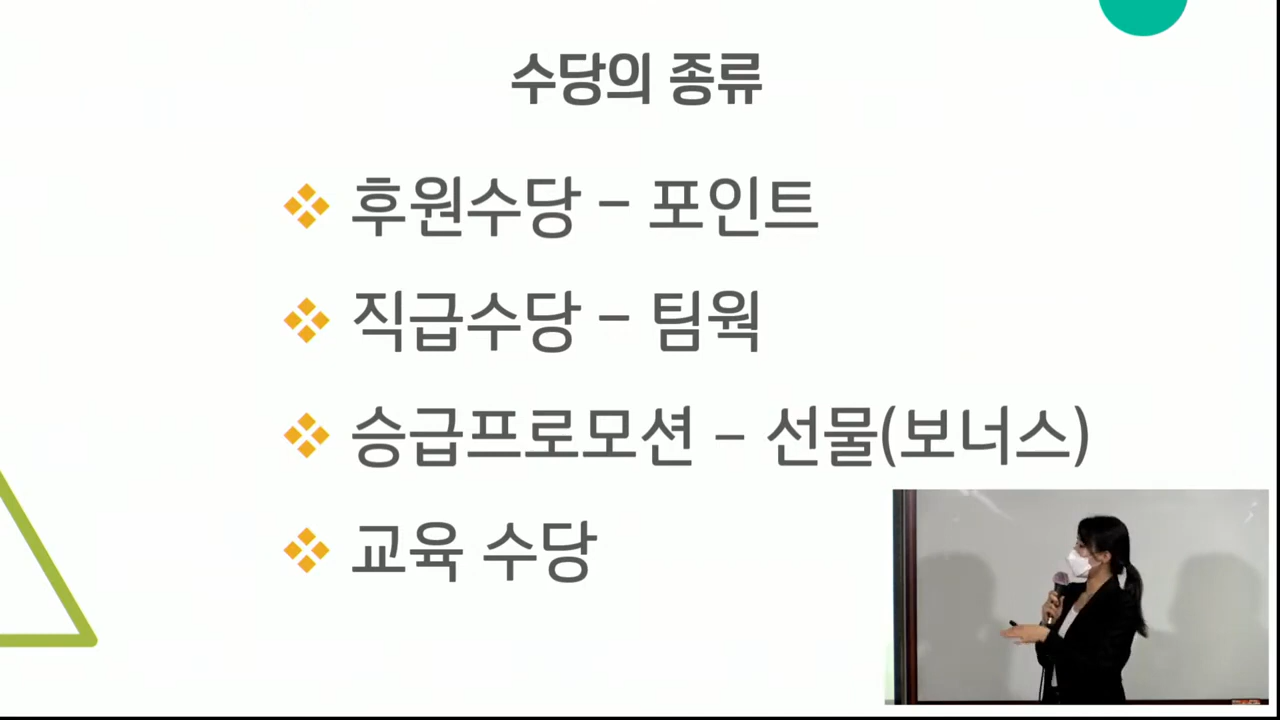 수당의 종류
후원수당 – 포인트
직급수당 – 팀웍
승급프로모션 – 선물(보너스)
교육 수당